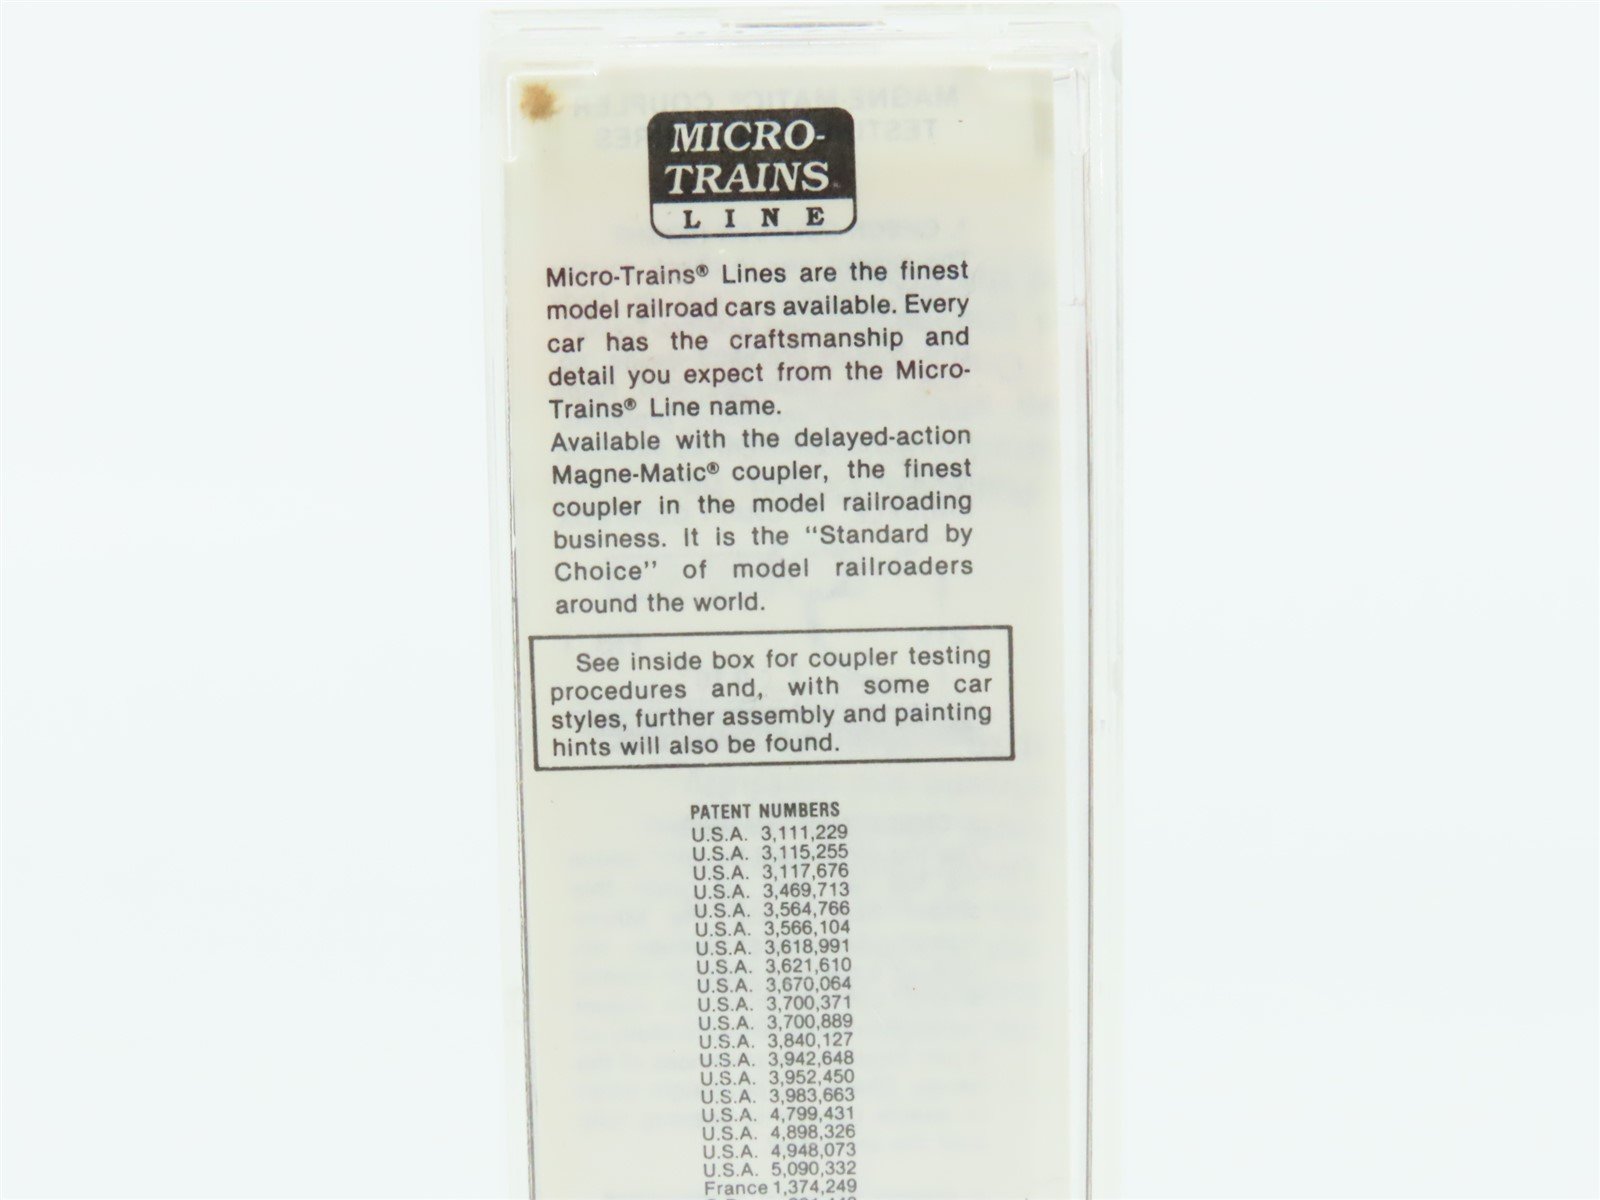 MICRO-
TRAINS
LINE
Micro-Trains® Lines are the finest
model railroad cars available. Every
car has the craftsmanship and
detail you expect from the Micro-
Trains® Line name.
Available with the delayed-action
Magne-Matic® coupler, the finest
coupler in the model railroading
business. It is the "Standard by
Choice" of model railroaders
around the world.
See inside box for coupler testing
procedures and, with some car
styles, further assembly and painting
hints will also be found.
PATENT NUMBERS
U.S.A. 3,111,229
U.S.A. 3,115,255
U.S.A. 3,117,676
U.S.A. 3,469,713
U.S.A. 3,564,766
U.S.A. 3,566,104
U.S.A. 3,618,991
U.S.A. 3,621,610
U.S.A. 3,670,064
U.S.A. 3,700,371
U.S.A. 3,700,889
U.S.A. 3,840,127
U.S.A. 3,942,648
U.S.A. 3,952,450
U.S.A. 3,983,663
U.S.A. 4,799,431
U.S.A. 4,898,326
U.S.A. 4,948,073
U.S.A. 5,090,332
France 1,374,249